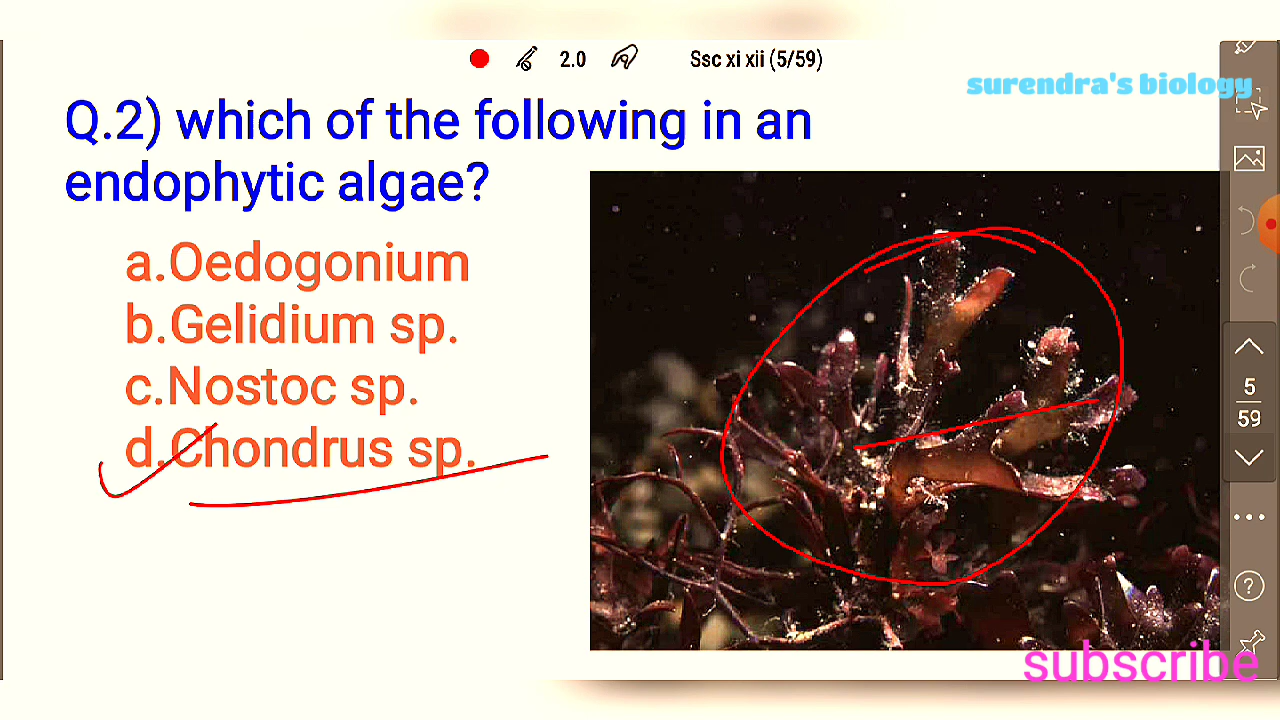 2.0 Ssc xi xii (5/59)
surendra's biology
Q.2) which of the following in an
endophytic algae?
a.Oedogonium
b.Gelidium sp.
c.Nostoc sp.
d.Chondrus sp.
5
59
?
subscribe